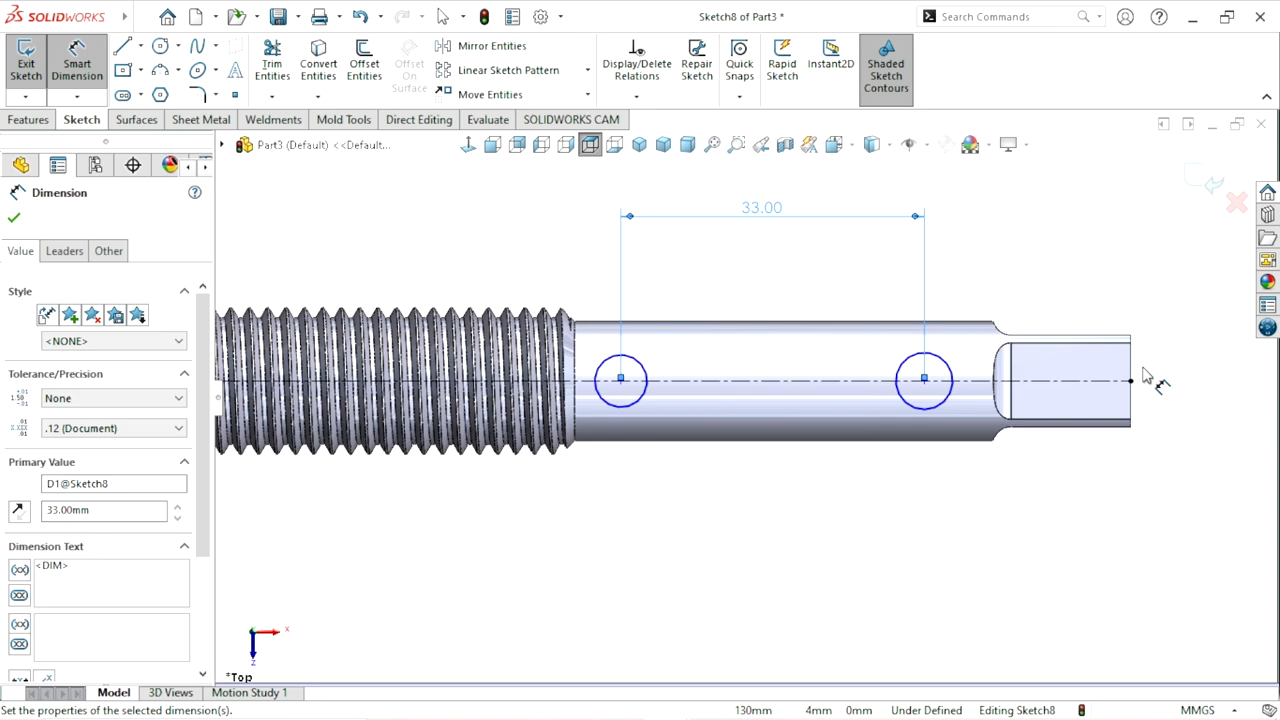 SOLIDWORKS
Sketch8 of Part3 *
Search Commands
Exit Sketch
Smart Dimension
Trim Entities
Convert Entities
Offset Entities
Offset On Surface
Mirror Entities
Linear Sketch Pattern
Move Entities
Display/Delete Relations
Repair Sketch
Quick Snaps
Rapid Sketch
Instant2D
Shaded Sketch Contours
Features
Sketch
Surfaces
Sheet Metal
Weldments
Mold Tools
Direct Editing
Evaluate
SOLIDWORKS CAM
Part3 (Default) <<Default...
Dimension
Value
Leaders
Other
Style
<NONE>
Tolerance/Precision
None
.12 (Document)
Primary Value
D1@Sketch8
33.00mm
Dimension Text
<DIM>
33.00
x
z
*Top
Model
3D Views
Motion Study 1
Set the properties of the selected dimension(s).
130mm
4mm
0mm
Under Defined
Editing Sketch8
MMGS